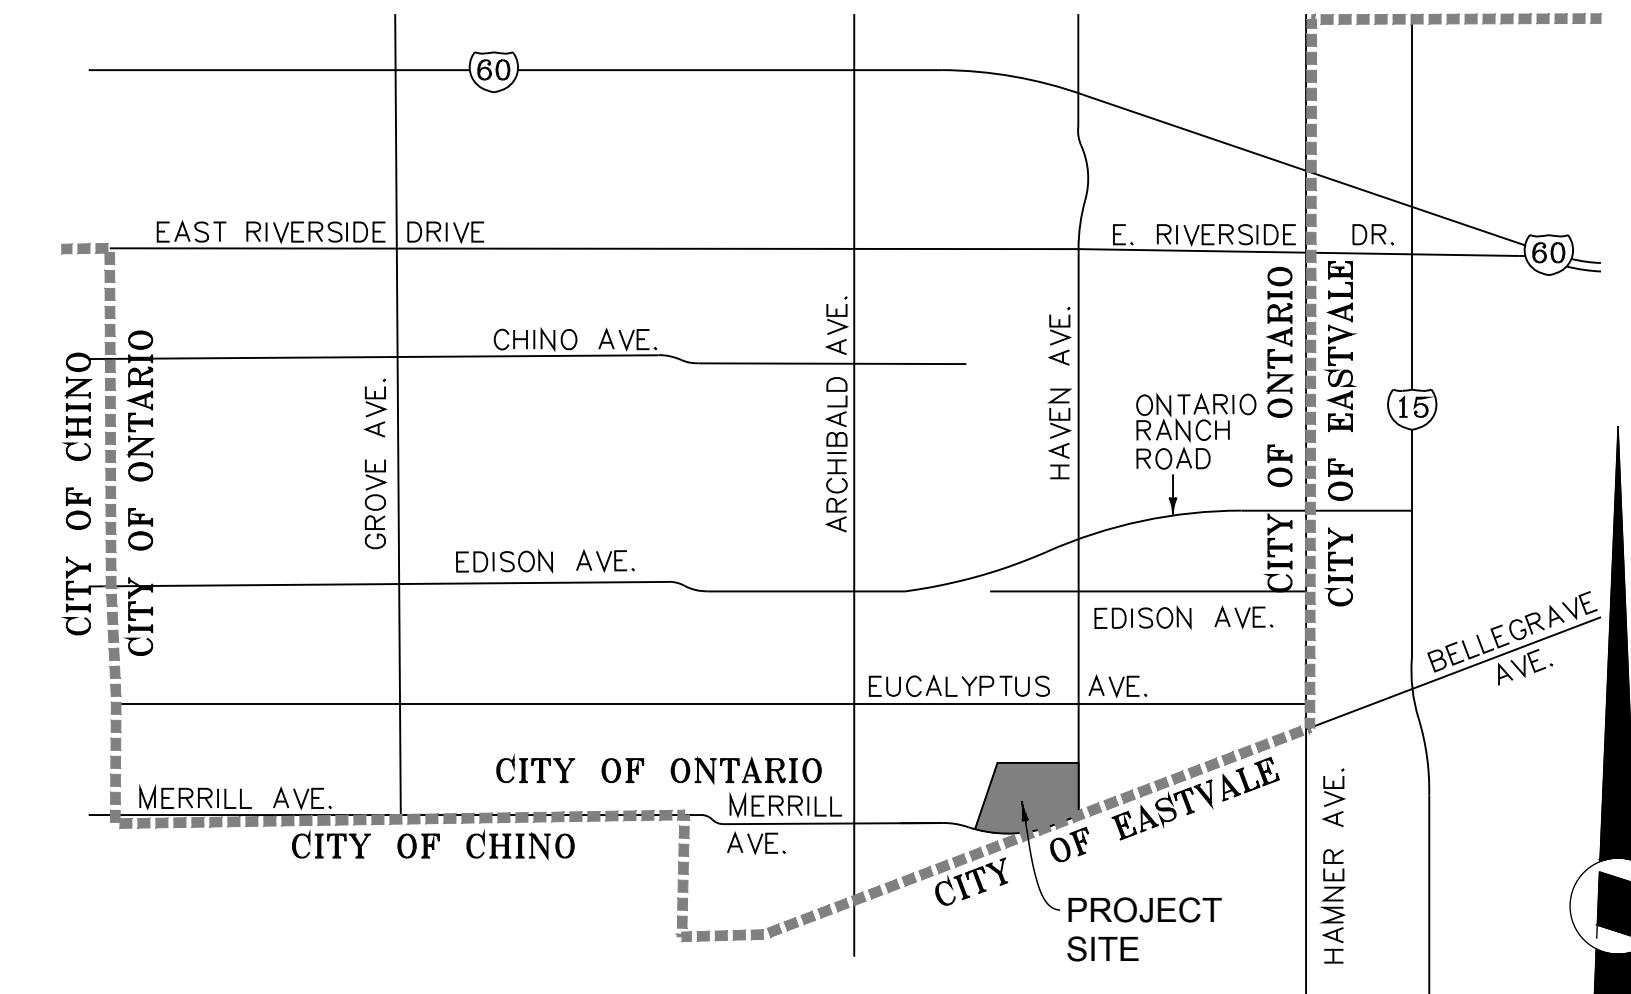 60
EAST RIVERSIDE DRIVE
E. RIVERSIDE DR.
60
CHINO AVE.
ARCHIBALD AVE.
HAVEN AVE.
GROVE AVE.
CITY OF CHINO
CITY OF ONTARIO
CITY OF ONTARIO
CITY OF EASTVALE
ONTARIO
RANCH
ROAD
15
EDISON AVE.
EDISON AVE.
BELLEGRAVE
AVE.
EUCALYPTUS AVE.
CITY OF ONTARIO
MERRILL AVE.
MERRILL
AVE.
CITY OF CHINO
CITY OF EASTVALE
HAMNER AVE.
PROJECT
SITE